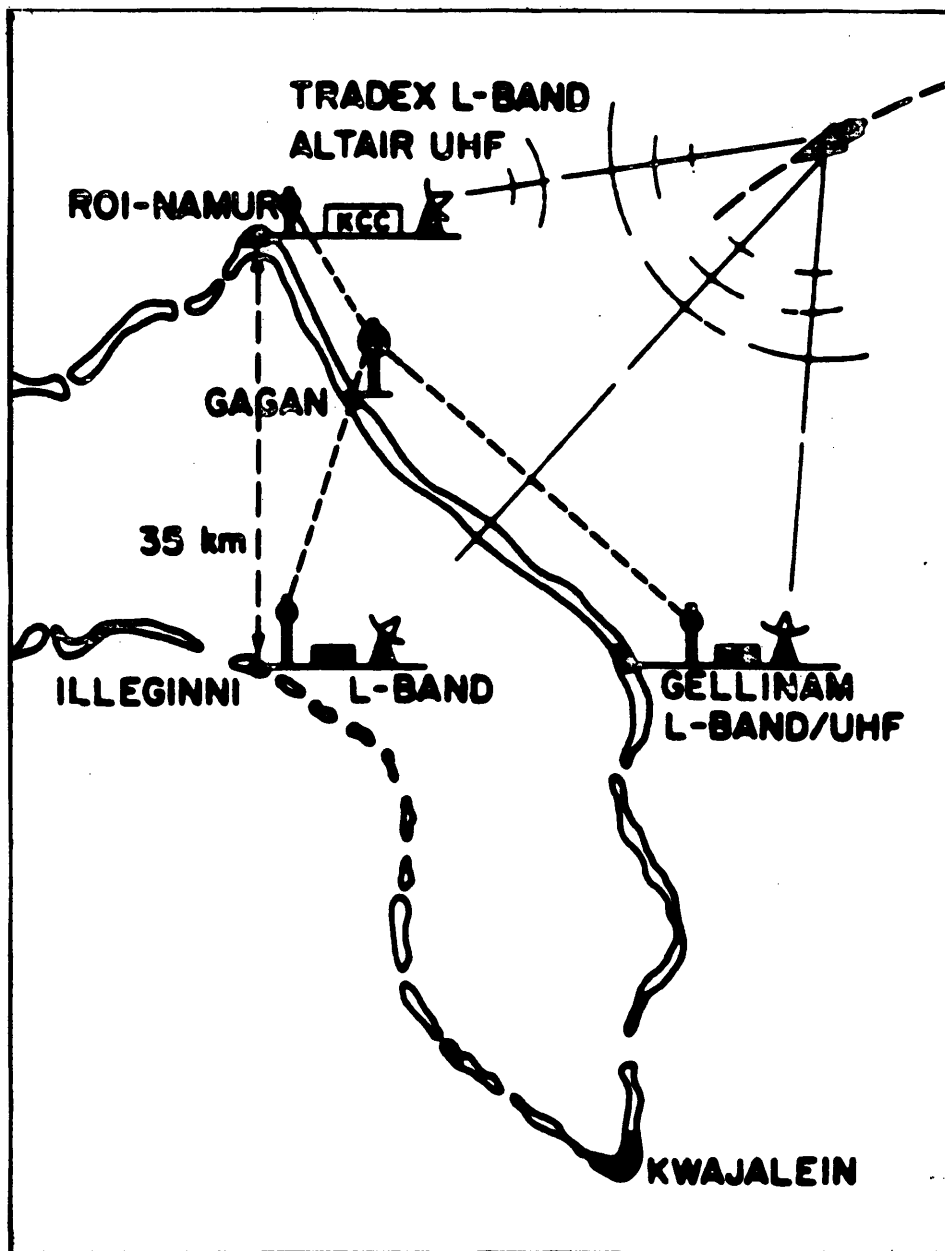 TRADEX L-BAND
ALTAIR UHF
ROI-NAMUR
KCC
GAGAN
35 km
ILLEGINNI
L-BAND
GELLINAM
L-BAND/UHF
KWAJALEIN